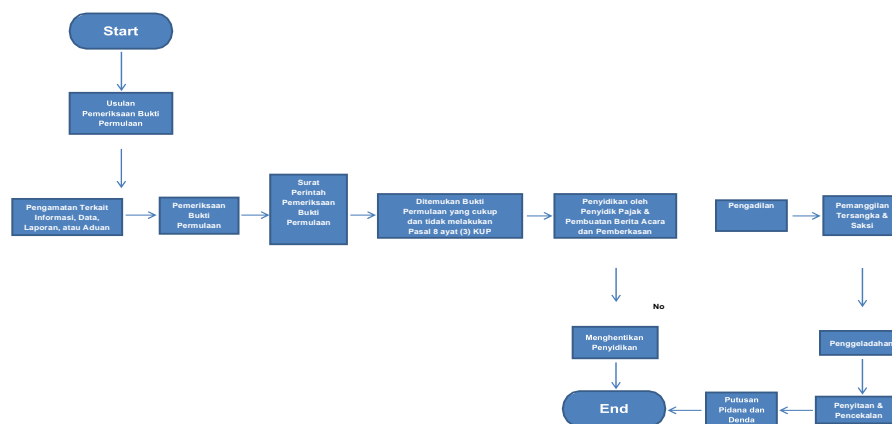 Start
Usulan
Pemeriksaan Bukti
Permulaan
Pengamatan Terkait
Informasi, Data,
Laporan, atau Aduan
Pemeriksaan
Bukti
Permulaan
Surat
Perintah
Pemeriksaan
Bukti
Permulaan
Ditemukan Bukti
Permulaan yang cukup
dan tidak melakukan
Pasal 8 ayat (3) KUP
Penyidikan oleh
Penyidik Pajak &
Pembuatan Berita Acara
dan Pemberkasan
Pengadilan
Pemanggilan
Tersangka &
Saksi
No
Menghentikan
Penyidikan
Penggeladahan
End
Putusan
Pidana dan
Denda
Penyitaan &
Pencekalan